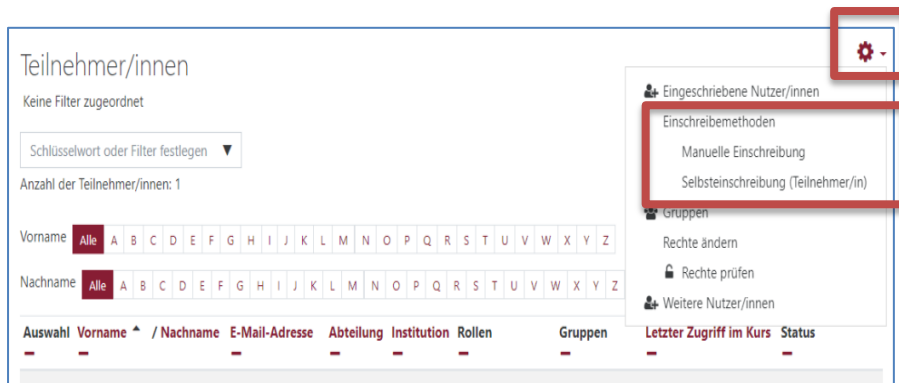 Teilnehmer/innen
Keine Filter zugeordnet
Schlüsselwort oder Filter festlegen ▼
Anzahl der Teilnehmer/innen: 1
Vorname Alle A B C D E F G H I J K L M N O P Q R S T U V W X Y Z
Nachname Alle A B C D E F G H I J K L M N O P Q R S T U V W X Y Z
Eingeschriebene Nutzer/innen
Einschreibemethoden
Manuelle Einschreibung
Selbsteinschreibung (Teilnehmer/in)
Gruppen
Rechte ändern
Rechte prüfen
Weitere Nutzer/innen
Auswahl Vorname / Nachname E-Mail-Adresse Abteilung Institution Rollen Gruppen Letzter Zugriff im Kurs Status